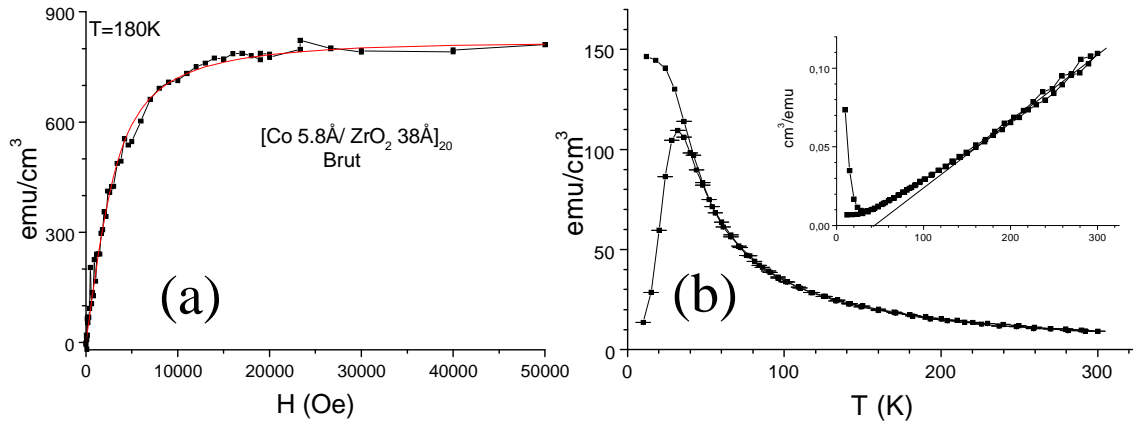 T=180K
[Co 5.8Å/ ZrO₂ 38Å]₂₀
Brut
(a)
900
600
300
0
emu/cm³
0 10000 20000 30000 40000 50000
H (Oe)
150
100
50
0
emu/cm³
0 100 200 300
T (K)
(b)
0,10
0,05
0,00
cm³/emu
0 100 200 300